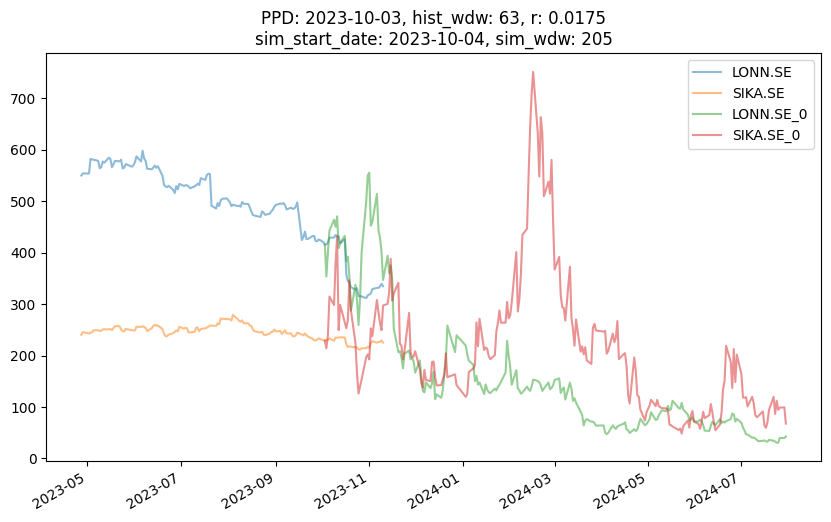 PPD: 2023-10-03, hist_wdw: 63, r: 0.0175
sim_start_date: 2023-10-04, sim_wdw: 205
LONN.SE
SIKA.SE
LONN.SE_0
SIKA.SE_0
700
600
500
400
300
200
100
0
2023-05
2023-07
2023-09
2023-11
2024-01
2024-03
2024-05
2024-07